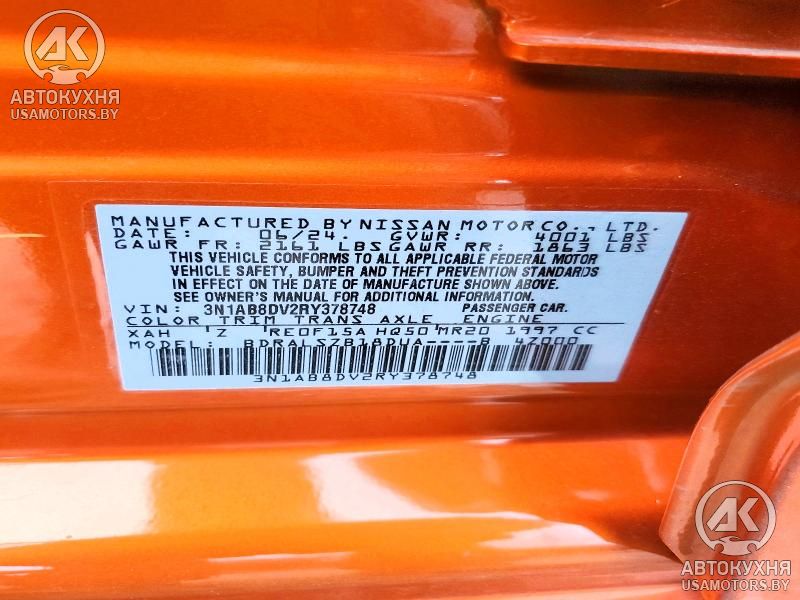 AK
АВТОКУХНЯ
USAMOTORS.BY
MANUFACTURED BY NISSAN MOTOR CO., LTD.
DATE: 06/24. GVWR: 4001 LBS
GAWR FR: 2161 LBS GAWR RR: 1863 LBS
THIS VEHICLE CONFORMS TO ALL APPLICABLE FEDERAL MOTOR
VEHICLE SAFETY, BUMPER AND THEFT PREVENTION STANDARDS
IN EFFECT ON THE DATE OF MANUFACTURE SHOWN ABOVE.
SEE OWNER'S MANUAL FOR ADDITIONAL INFORMATION
VIN: 3N1AB8DV2RY378748 PASSENGER CAR.
COLOR TRIM TRANS AXLE ENGINE
XAH 'Z RE0F15A HQ50 MR20 1997 CC
MODEL: BDRALSZB18DUA----B 4Z000
3N1AB8DV2RY378748
AK
АВТОКУХНЯ
USAMOTORS.BY